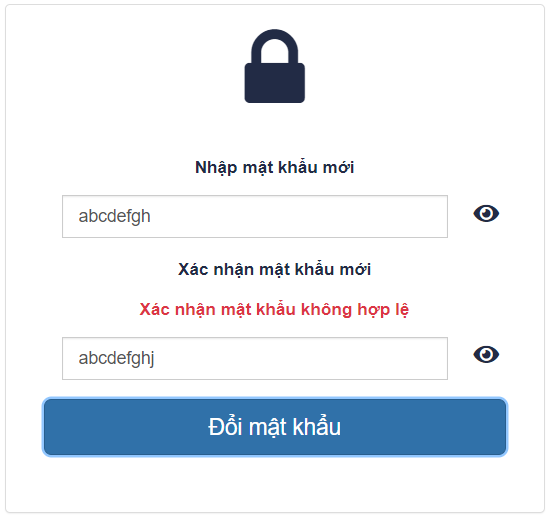 Nhập mật khẩu mới
abcdefgh
Xác nhận mật khẩu mới
Xác nhận mật khẩu không hợp lệ
abcdefghj
Đổi mật khẩu